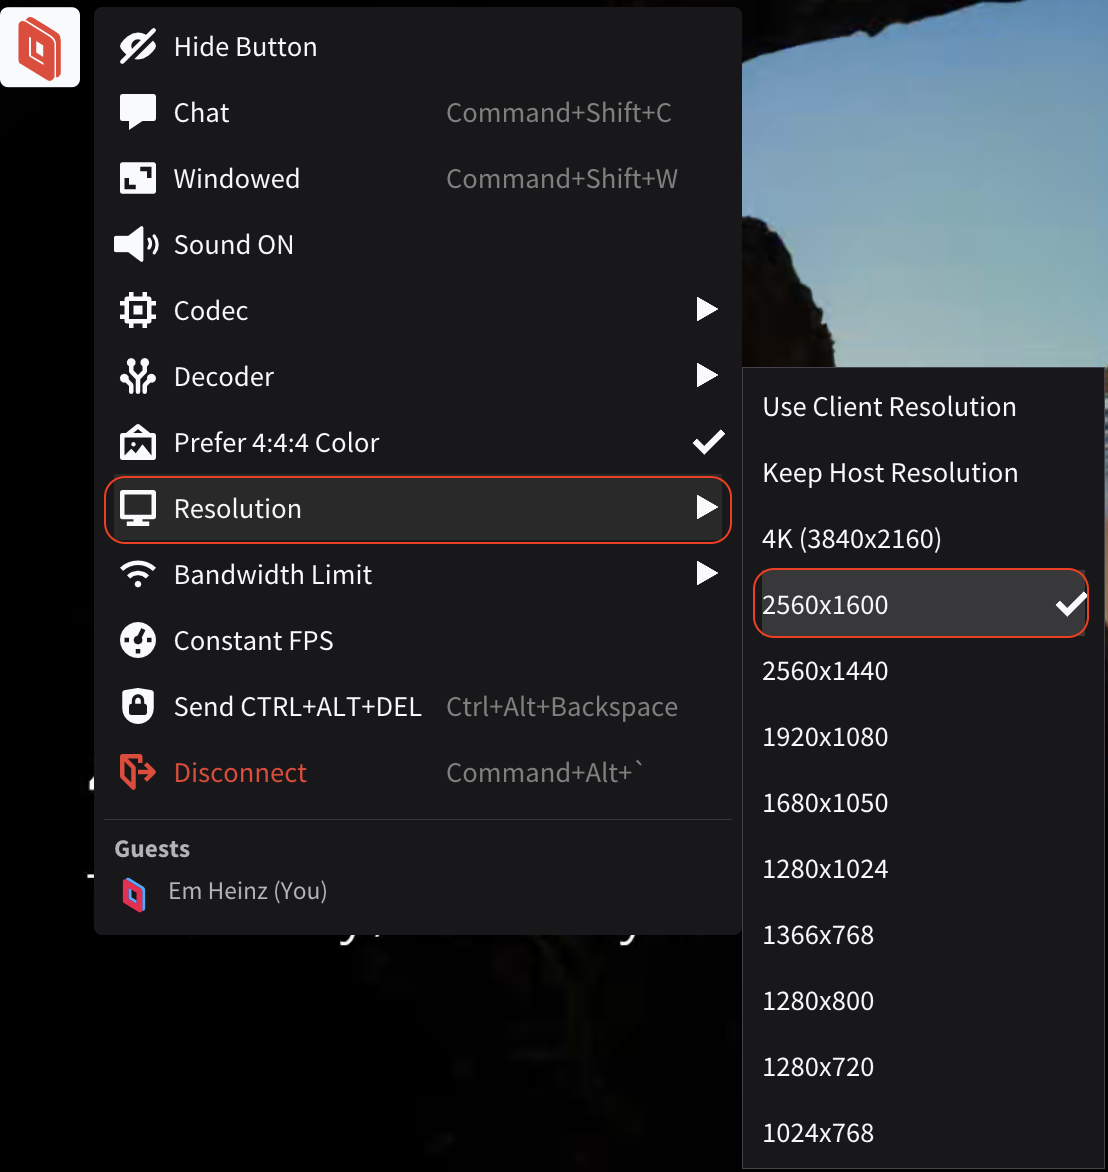 Hide Button
Chat Command+Shift+C
Windowed Command+Shift+W
Sound ON
Codec
Decoder
Prefer 4:4:4 Color
Resolution
Bandwidth Limit
Constant FPS
Send CTRL+ALT+DEL Ctrl+Alt+Backspace
Disconnect Command+Alt+`
Guests
Em Heinz (You)
Use Client Resolution
Keep Host Resolution
4K (3840x2160)
2560x1600
2560x1440
1920x1080
1680x1050
1280x1024
1366x768
1280x800
1280x720
1024x768